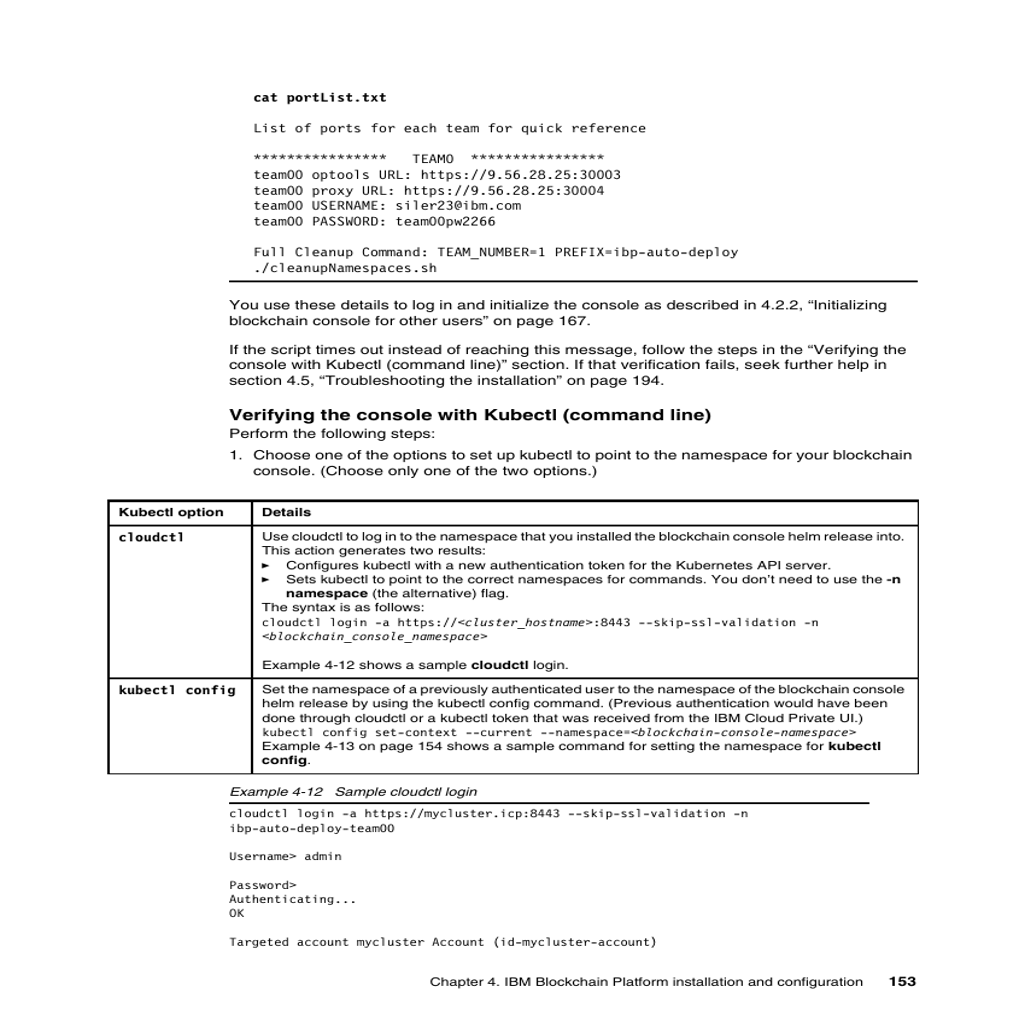 cat portList.txt
List of ports for each team for quick reference
**************** TEAM0 ****************
team00 optools URL: https://9.56.28.25:30003
team00 proxy URL: https://9.56.28.25:30004
team00 USERNAME: siler23@ibm.com
team00 PASSWORD: team00pw2266
Full Cleanup Command: TEAM_NUMBER=1 PREFIX=ibp-auto-deploy
./cleanupNamespaces.sh
You use these details to log in and initialize the console as described in 4.2.2, “Initializing
blockchain console for other users” on page 167.
If the script times out instead of reaching this message, follow the steps in the “Verifying the
console with Kubectl (command line)” section. If that verification fails, seek further help in
section 4.5, “Troubleshooting the installation” on page 194.
Verifying the console with Kubectl (command line)
Perform the following steps:
1. Choose one of the options to set up kubectl to point to the namespace for your blockchain
console. (Choose only one of the two options.)
Kubectl option Details
cloudctl Use cloudctl to log in to the namespace that you installed the blockchain console helm release into.
This action generates two results:
► Configures kubectl with a new authentication token for the Kubernetes API server.
► Sets kubectl to point to the correct namespaces for commands. You don’t need to use the -n
namespace (the alternative) flag.
The syntax is as follows:
cloudctl login -a https://<cluster_hostname>:8443 --skip-ssl-validation -n
<blockchain_console_namespace>
Example 4-12 shows a sample cloudctl login.
kubectl config Set the namespace of a previously authenticated user to the namespace of the blockchain console
helm release by using the kubectl config command. (Previous authentication would have been
done through cloudctl or a kubectl token that was received from the IBM Cloud Private UI.)
kubectl config set-context --current --namespace=<blockchain-console-namespace>
Example 4-13 on page 154 shows a sample command for setting the namespace for kubectl
config.
Example 4-12 Sample cloudctl login
cloudctl login -a https://mycluster.icp:8443 --skip-ssl-validation -n
ibp-auto-deploy-team00
Username> admin
Password>
Authenticating...
OK
Targeted account mycluster Account (id-mycluster-account)
Chapter 4. IBM Blockchain Platform installation and configuration 153